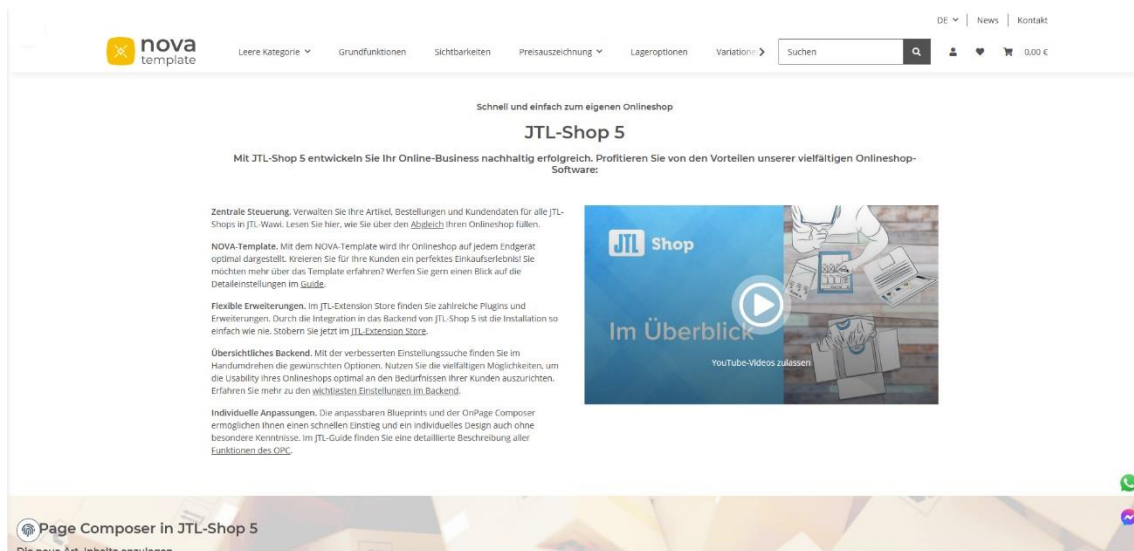 DE | News | Kontakt
nova
template
Leere Kategorie Grundfunktionen Sichtbarkeiten Preisauszeichnung Lageroptionen Variatione Suchen 0,00 €
Schnell und einfach zum eigenen Onlineshop
JTL-Shop 5
Mit JTL-Shop 5 entwickeln Sie Ihr Online-Business nachhaltig erfolgreich. Profitieren Sie von den Vorteilen unserer vielfältigen Onlineshop-
Software:
Zentrale Steuerung. Verwalten Sie Ihre Artikel, Bestellungen und Kundendaten für alle JTL-
Shops in JTL-Wawi. Lesen Sie hier, wie Sie über den Abgleich Ihren Onlineshop füllen.
NOVA-Template. Mit dem NOVA-Template wird Ihr Onlineshop auf jedem Endgerät
optimal dargestellt. Kreieren Sie für Ihre Kunden ein perfektes Einkaufserlebnis! Sie
möchten mehr über das Template erfahren? Werfen Sie gern einen Blick auf die
Detaileinstellungen im Guide.
Flexible Erweiterungen. Im JTL-Extension Store finden Sie zahlreiche Plugins und
Erweiterungen. Durch die Integration in das Backend von JTL-Shop 5 ist die Installation so
einfach wie nie. Stöbern Sie jetzt im JTL-Extension Store.
Übersichtliches Backend. Mit der verbesserten Einstellungssuche finden Sie im
Handumdrehen die gewünschten Optionen. Nutzen Sie die vielfältigen Möglichkeiten, um
die Usability Ihres Onlineshops optimal an den Bedürfnissen Ihrer Kunden auszurichten.
Erfahren Sie mehr zu den wichtigsten Einstellungen im Backend.
Individuelle Anpassungen. Die anpassbaren Blueprints und der OnPage Composer
ermöglichen Ihnen einen schnellen Einstieg und ein individuelles Design auch ohne
besondere Kenntnisse. Im JTL-Guide finden Sie eine detaillierte Beschreibung aller
Funktionen des OPC.
JTL Shop
Im Überblick
YouTube-Videos zulassen
Page Composer in JTL-Shop 5
Die neue Art, Inhalte anzulegen